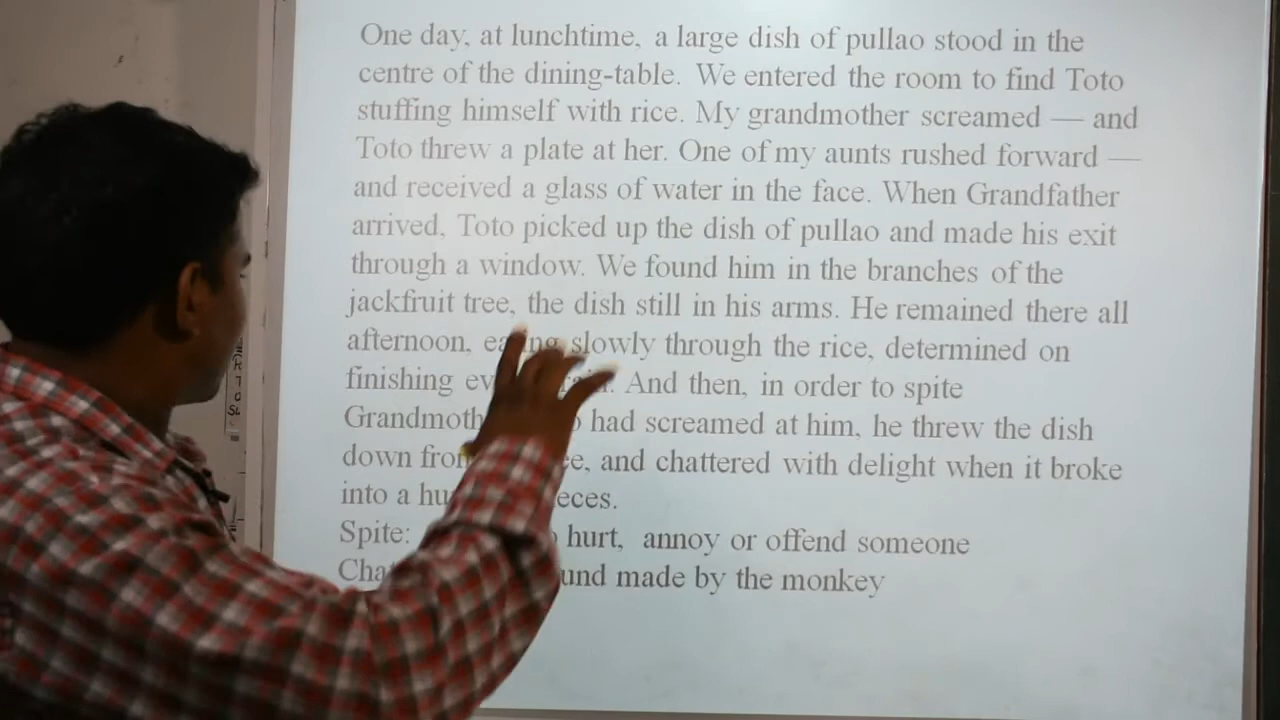 One day, at lunchtime, a large dish of pullao stood in the
centre of the dining-table. We entered the room to find Toto
stuffing himself with rice. My grandmother screamed — and
Toto threw a plate at her. One of my aunts rushed forward —
and received a glass of water in the face. When Grandfather
arrived, Toto picked up the dish of pullao and made his exit
through a window. We found him in the branches of the
jackfruit tree, the dish still in his arms. He remained there all
afternoon, eating slowly through the rice, determined on
finishing And then, in order to spite
had screamed at him, he threw the dish
down and chattered with delight when it broke
into a
Spite: hurt, annoy or offend someone
made by the monkey